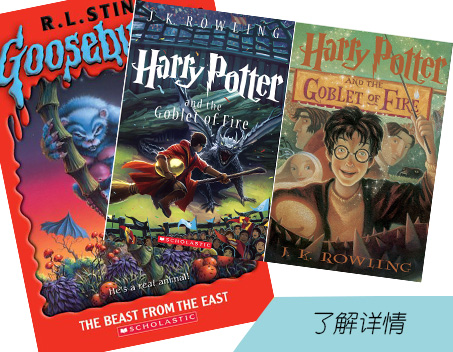 R.L. STIN
Goosebu
He's a real animal!
THE BEAST FROM THE EAST
SCHOLASTIC
J.K. ROWLING
Harry Potter
and the
Goblet of Fire
SCHOLASTIC
Harry Potter
AND THE
GOBLET OF FIRE
J. K. ROWLING
了解详情